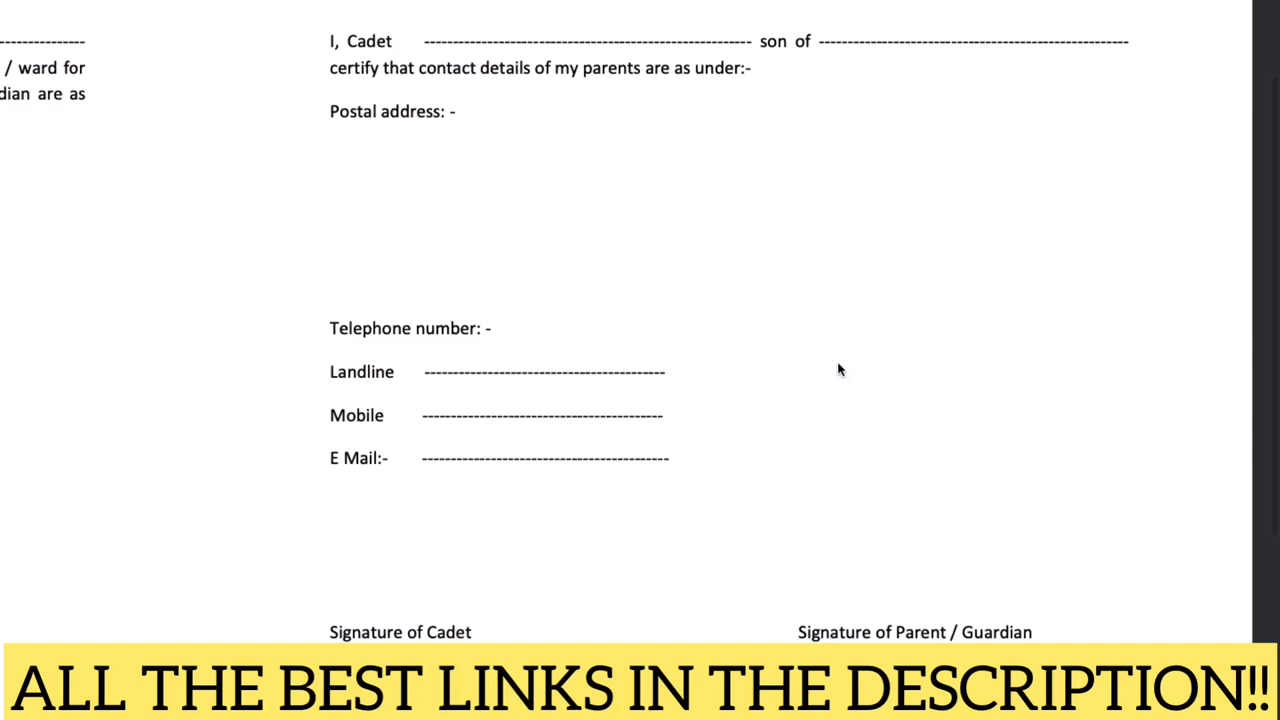 ---------------
/ ward for
dian are as
I, Cadet --------------------------------------------------------- son of ------------------------------------------------------
certify that contact details of my parents are as under:-
Postal address: -
Telephone number: -
Landline ------------------------------------------
Mobile ------------------------------------------
E Mail:- -------------------------------------------
Signature of Cadet Signature of Parent / Guardian
ALL THE BEST LINKS IN THE DESCRIPTION!!